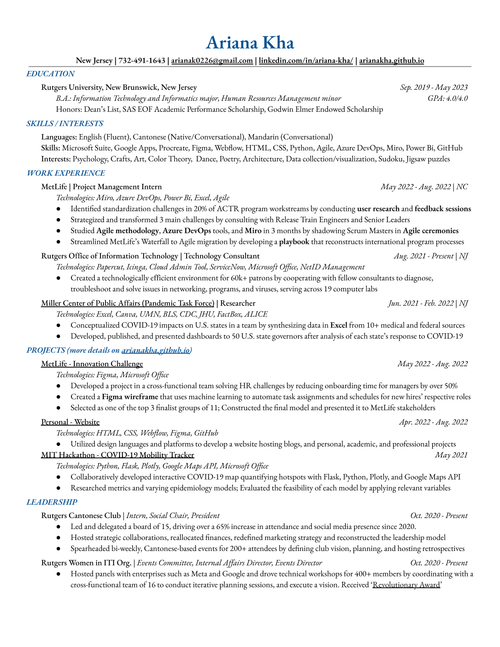 Ariana Kha
New Jersey | 732-491-1643 | arianak0226@gmail.com | linkedin.com/in/ariana-kha/ | arianakha.github.io
EDUCATION
Rutgers University, New Brunswick, New Jersey Sep. 2019 - May 2023
B.A.: Information Technology and Informatics major, Human Resources Management minor GPA: 4.0/4.0
Honors: Dean's List, SAS EOF Academic Performance Scholarship, Godwin Elmer Endowed Scholarship
SKILLS / INTERESTS
Languages: English (Fluent), Cantonese (Native/Conversational), Mandarin (Conversational)
Skills: Microsoft Suite, Google Apps, Procreate, Figma, Webflow, HTML, CSS, Python, Agile, Azure DevOps, Miro, Power Bi, GitHub
Interests: Psychology, Crafts, Art, Color Theory, Dance, Poetry, Architecture, Data collection/visualization, Sudoku, Jigsaw puzzles
WORK EXPERIENCE
MetLife | Project Management Intern May 2022 - Aug. 2022 | NC
Technologies: Miro, Azure DevOps, Power Bi, Excel, Agile
● Identified standardization challenges in 20% of ACTR program workstreams by conducting user research and feedback sessions
● Strategized and transformed 3 main challenges by consulting with Release Train Engineers and Senior Leaders
● Studied Agile methodology, Azure DevOps tools, and Miro in 3 months by shadowing Scrum Masters in Agile ceremonies
● Streamlined MetLife's Waterfall to Agile migration by developing a playbook that reconstructs international program processes
Rutgers Office of Information Technology | Technology Consultant Aug. 2021 - Present | NJ
Technologies: Papercut, Icinga, Cloud Admin Tool, ServiceNow, Microsoft Office, NetID Management
● Created a technologically efficient environment for 60k+ patrons by cooperating with fellow consultants to diagnose,
troubleshoot and solve issues in networking, programs, and viruses, serving across 19 computer labs
Miller Center of Public Affairs (Pandemic Task Force) | Researcher Jun. 2021 - Feb. 2022 | NJ
Technologies: Excel, Canva, UMN, BLS, CDC, JHU, FactBox, ALICE
● Conceptualized COVID-19 impacts on U.S. states in a team by synthesizing data in Excel from 10+ medical and federal sources
● Developed, published, and presented dashboards to 50 U.S. state governors after analysis of each state's response to COVID-19
PROJECTS (more details on arianakha.github.io)
MetLife - Innovation Challenge May 2022 - Aug. 2022
Technologies: Figma, Microsoft Office
● Developed a project in a cross-functional team solving HR challenges by reducing onboarding time for managers by over 50%
● Created a Figma wireframe that uses machine learning to automate task assignments and schedules for new hires' respective roles
● Selected as one of the top 3 finalist groups of 11; Constructed the final model and presented it to MetLife stakeholders
Personal - Website Apr. 2022 - Aug. 2022
Technologies: HTML, CSS, Webflow, Figma, GitHub
● Utilized design languages and platforms to develop a website hosting blogs, and personal, academic, and professional projects
MIT Hackathon - COVID-19 Mobility Tracker May 2021
Technologies: Python, Flask, Plotly, Google Maps API, Microsoft Office
● Collaboratively developed interactive COVID-19 map quantifying hotspots with Flask, Python, Plotly, and Google Maps API
● Researched metrics and varying epidemiology models; Evaluated the feasibility of each model by applying relevant variables
LEADERSHIP
Rutgers Cantonese Club | Intern, Social Chair, President Oct. 2020 - Present
● Led and delegated a board of 15, driving over a 65% increase in attendance and social media presence since 2020.
● Hosted strategic collaborations, reallocated finances, redefined marketing strategy and reconstructed the leadership model
● Spearheaded bi-weekly, Cantonese-based events for 200+ attendees by defining club vision, planning, and hosting retrospectives
Rutgers Women in ITI Org. | Events Committee, Internal Affairs Director, Events Director Oct. 2020 - Present
● Hosted panels with enterprises such as Meta and Google and drove technical workshops for 400+ members by coordinating with a
cross-functional team of 16 to conduct iterative planning sessions, and execute a vision. Received 'Revolutionary Award'